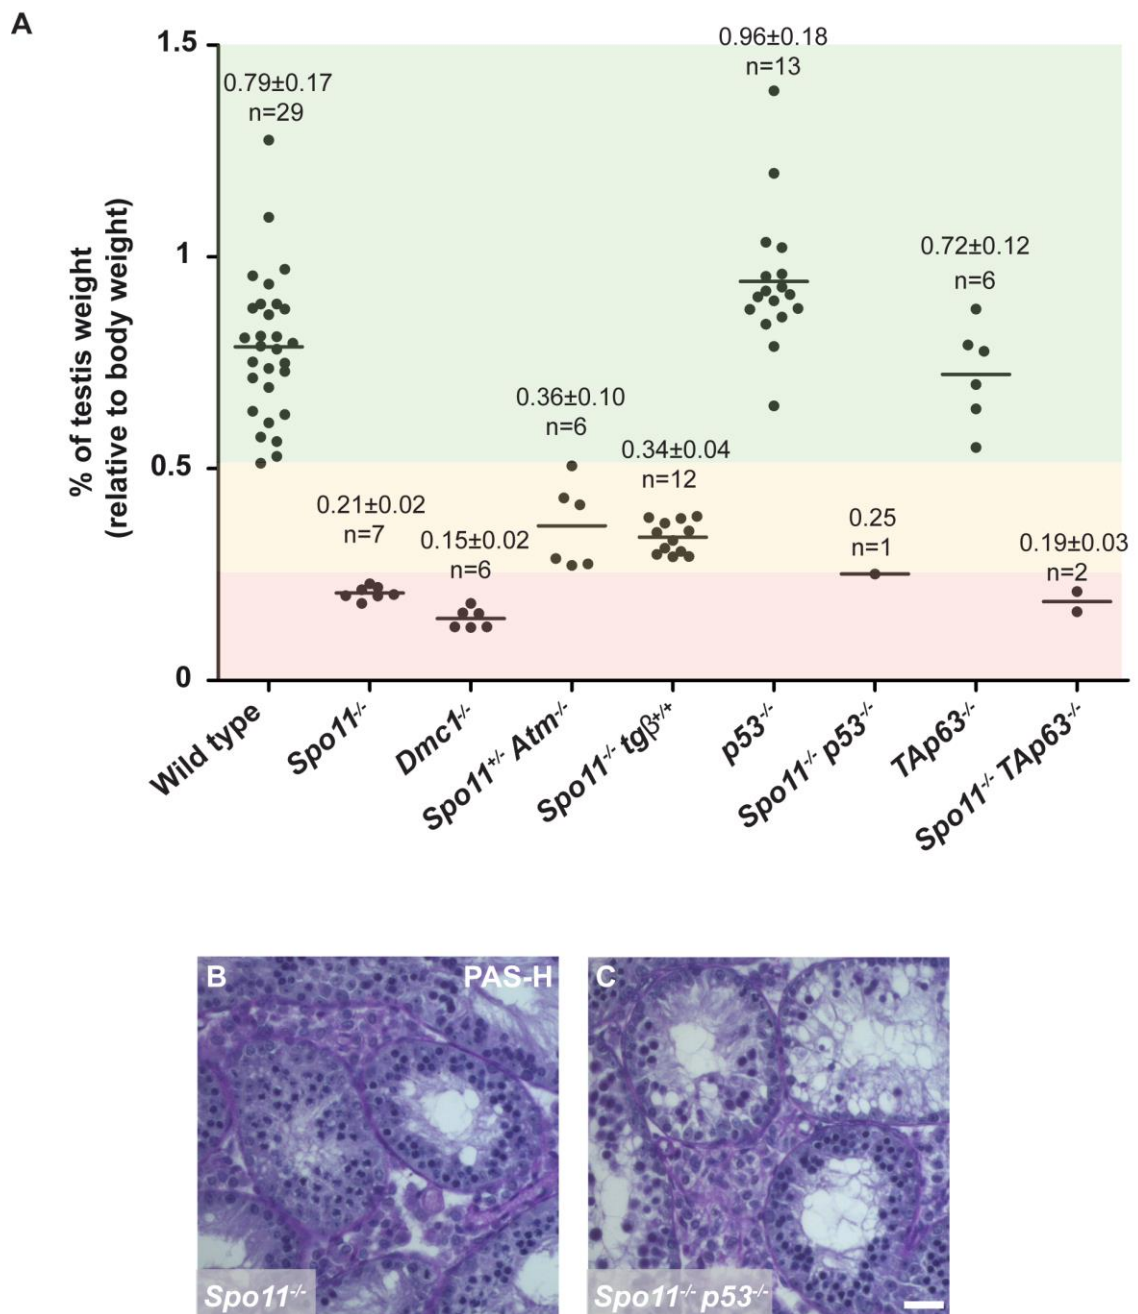 A
% of testis weight
(relative to body weight)
1.5
1
0.5
0
0.79±0.17
n=29
0.21±0.02
n=7
0.15±0.02
n=6
0.36±0.10
n=6
0.34±0.04
n=12
0.96±0.18
n=13
0.25
n=1
0.72±0.12
n=6
0.19±0.03
n=2
Wild type
Spo11-/-
Dmc1-/-
Spo11+/- Atm-/-
Spo11-/- tgβ+/+
p53-/-
Spo11-/- p53-/-
TAp63-/-
Spo11-/- TAp63-/-
B
PAS-H
Spo11-/-
C
Spo11-/- p53-/-